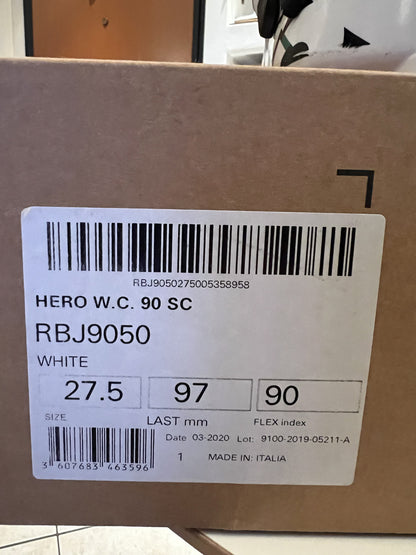 RBJ9050275005358958
HERO W.C. 90 SC
RBJ9050
WHITE
27.5 97 90
SIZE LAST mm FLEX index
Date 03-2020 Lot: 9100-2019-05211-A
1 MADE IN: ITALIA
3 607683 463596